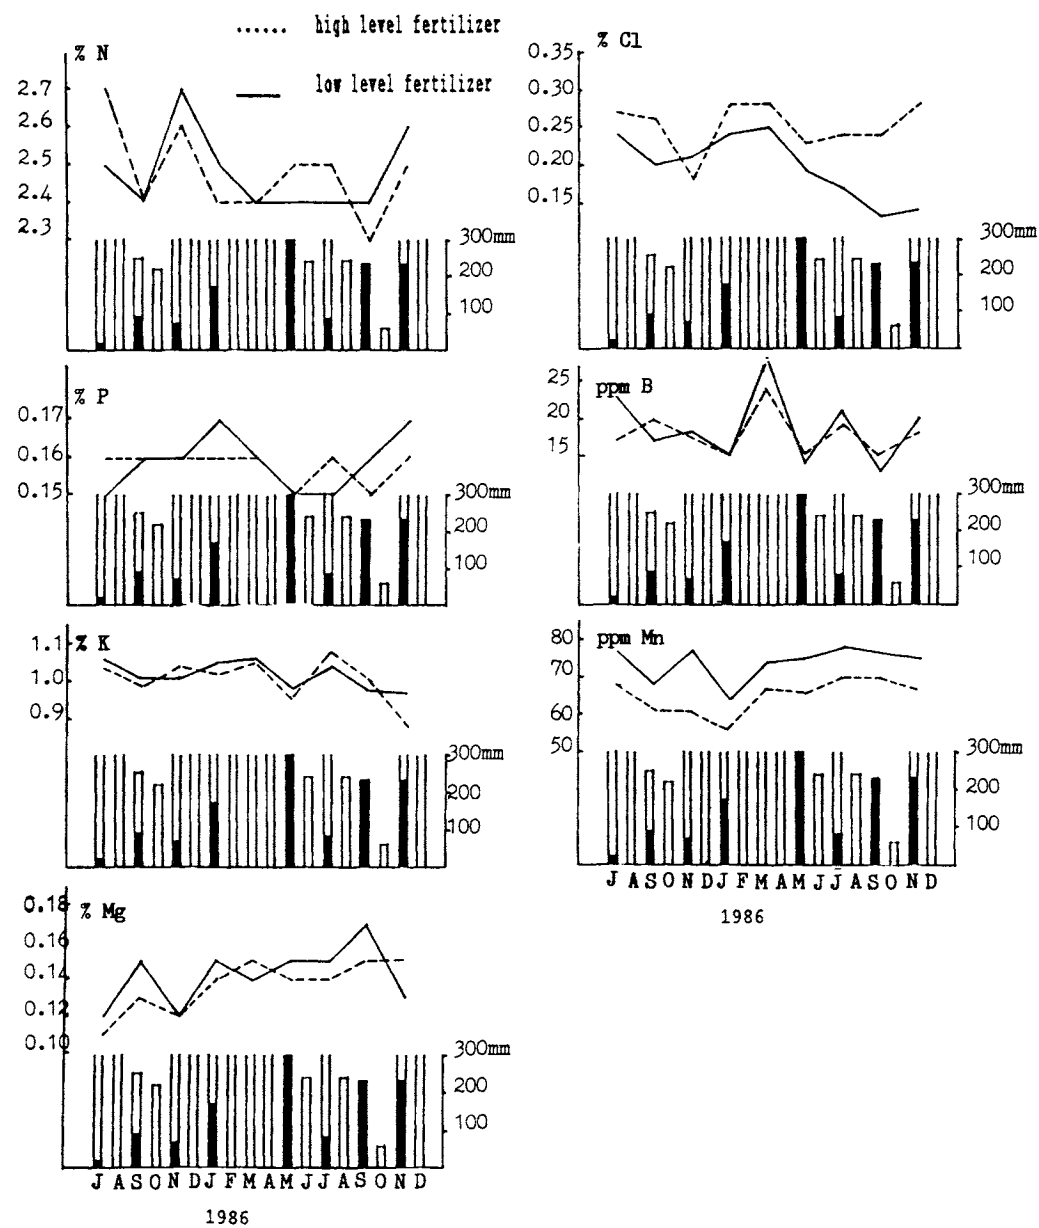 ...... high level fertilizer
— low level fertilizer
% N
2.7
2.6
2.5
2.4
2.3
300mm
200
100
% Cl
0.35
0.30
0.25
0.20
0.15
300mm
200
100
% P
0.17
0.16
0.15
300mm
200
100
ppm B
25
20
15
300mm
200
100
% K
1.1
1.0
0.9
300mm
200
100
ppm Mn
80
70
60
50
300mm
200
100
J A S O N D J F M A M J J A S O N D
1986
% Mg
0.18
0.16
0.14
0.12
0.10
300mm
200
100
J A S O N D J F M A M J J A S O N D
1986